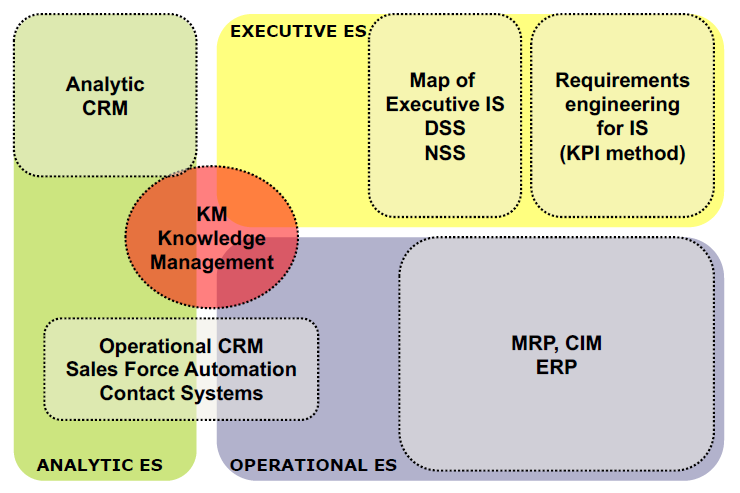 EXECUTIVE ES
Analytic
CRM
Map of
Executive IS
DSS
NSS
Requirements
engineering
for IS
(KPI method)
KM
Knowledge
Management
Operational CRM
Sales Force Automation
Contact Systems
MRP, CIM
ERP
ANALYTIC ES
OPERATIONAL ES